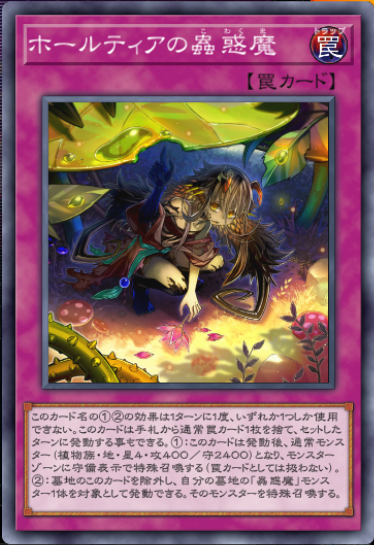 ホールティアの蟲惑魔
こわくま
トラップ
罠
【罠カード】
このカード名の①②の効果は1ターンに1度、いずれか1つしか使用
できない。このカードは手札から通常罠カード1枚を捨て、セットした
ターンに発動する事もできる。①:このカードは発動後、通常モンス
ター(植物族・地・星4・攻400/守2400)となり、モンスター
ゾーンに守備表示で特殊召喚する(罠カードとしては扱わない)。
②:墓地のこのカードを除外し、自分の墓地の「蟲惑魔」モンス
ター1体を対象として発動できる。そのモンスターを特殊召喚する。